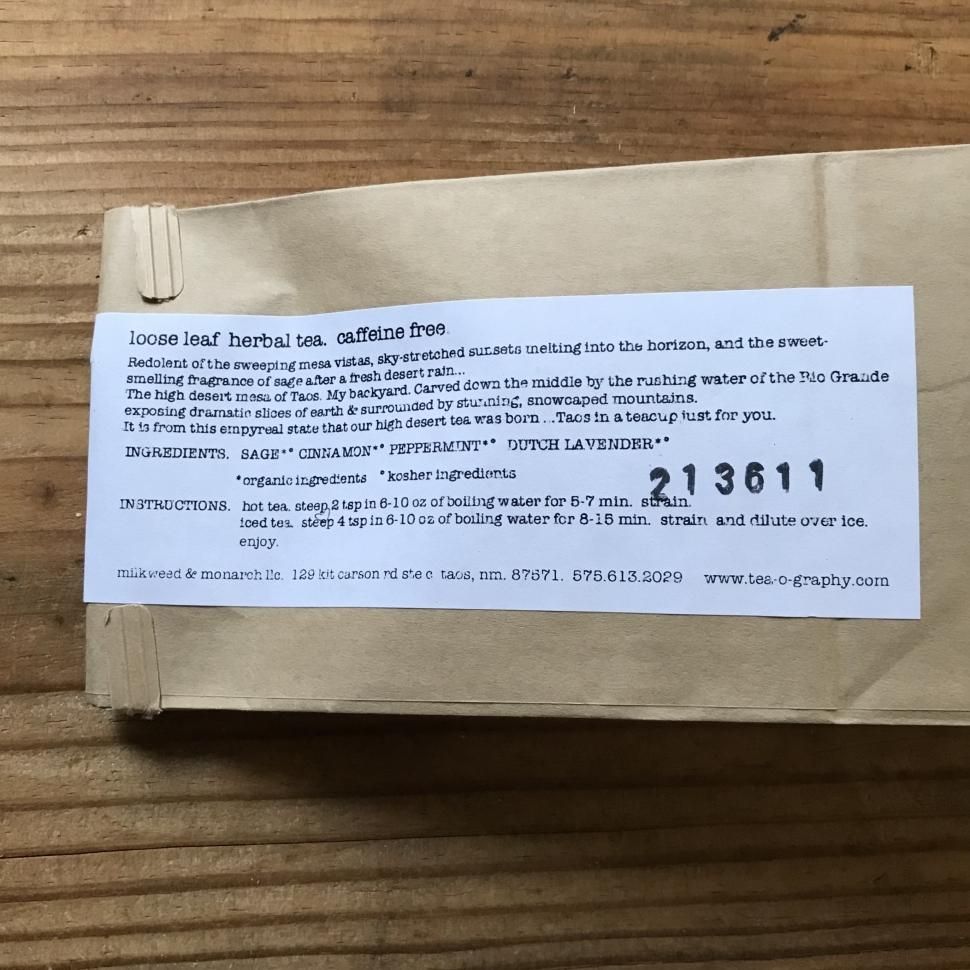 loose leaf herbal tea. caffeine free.
Redolent of the sweeping mesa vistas, sky-stretched sunsets melting into the horizon, and the sweet-
smelling fragrance of sage after a fresh desert rain...
The high desert mesa of Taos. My backyard. Carved down the middle by the rushing water of the Rio Grande
exposing dramatic slices of earth & surrounded by stunning, snowcaped mountains.
It is from this empyreal state that our high desert tea was born ...Taos in a teacup just for you.
INGREDIENTS. SAGE*° CINNAMON*° PEPPERMINT*° DUTCH LAVENDER*°
*organic ingredients °kosher ingredients
213611
INSTRUCTIONS. hot tea. steep 2 tsp in 6-10 oz of boiling water for 5-7 min. strain.
iced tea. steep 4 tsp in 6-10 oz of boiling water for 8-15 min. strain and dilute over ice.
enjoy.
milkweed & monarch llc. 129 kit carson rd ste c taos, nm. 87571. 575.613.2029 www.tea-o-graphy.com